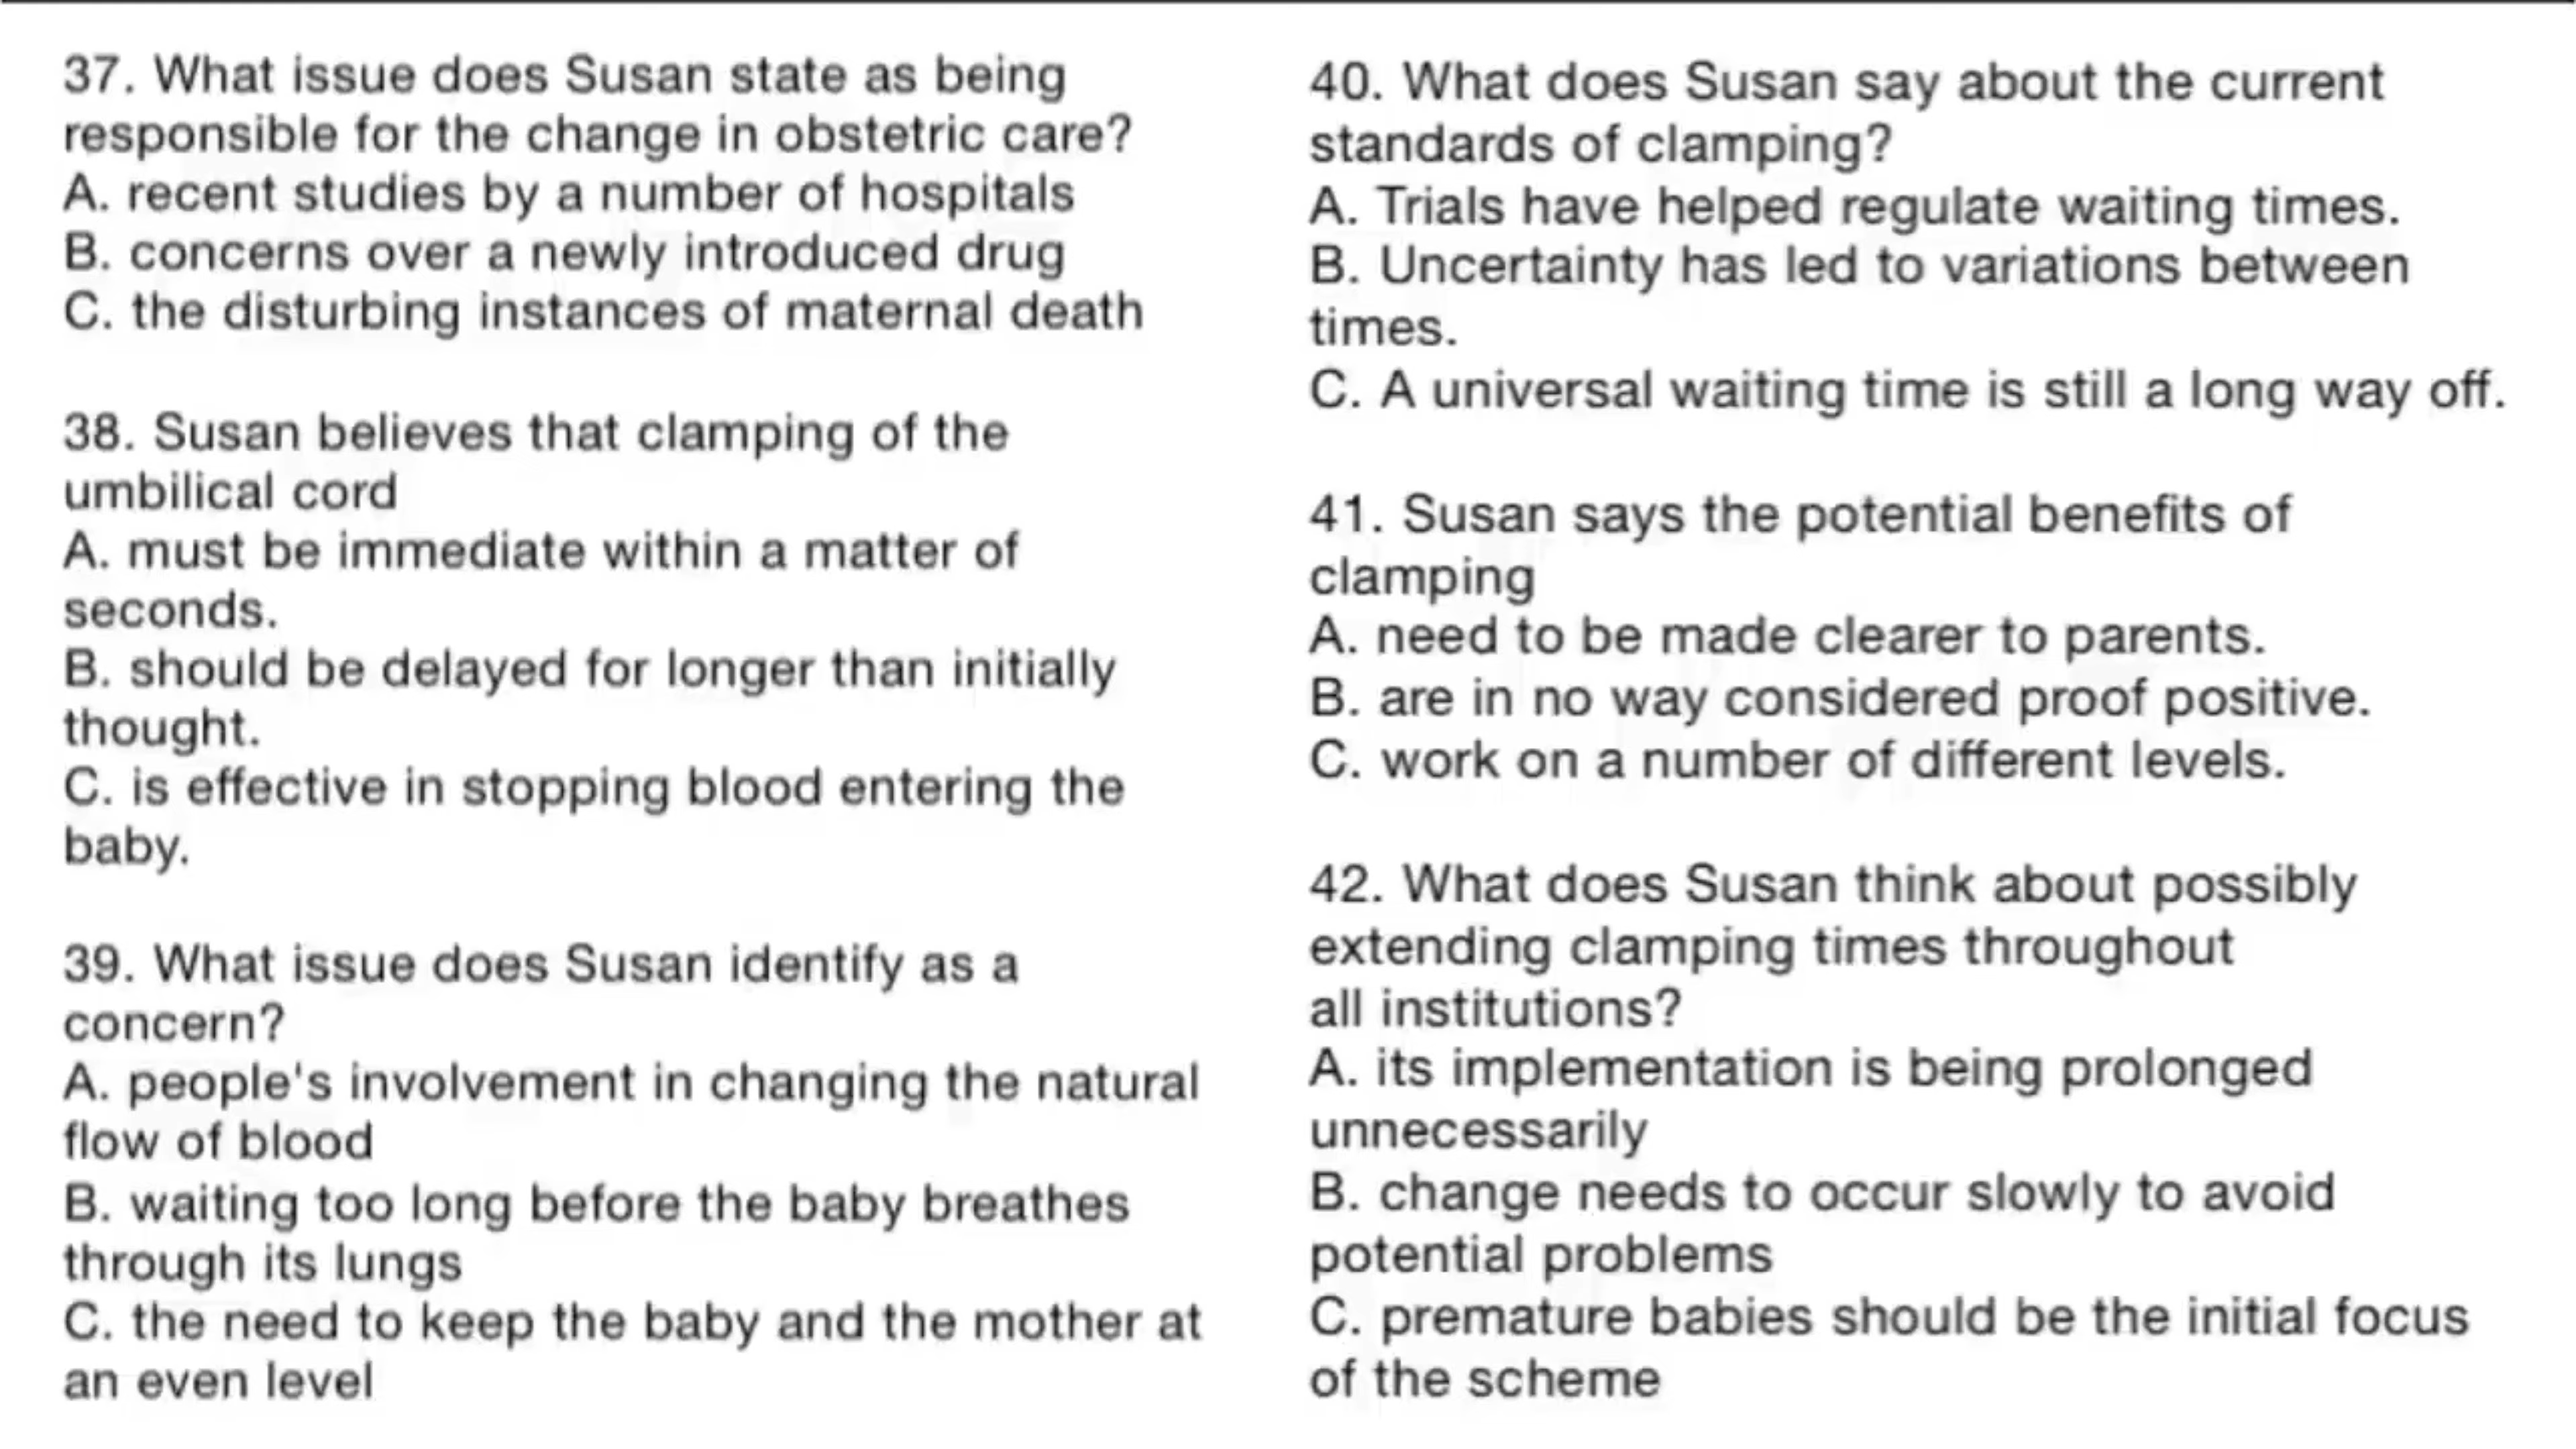 37. What issue does Susan state as being
responsible for the change in obstetric care?
A. recent studies by a number of hospitals
B. concerns over a newly introduced drug
C. the disturbing instances of maternal death
38. Susan believes that clamping of the
umbilical cord
A. must be immediate within a matter of
seconds.
B. should be delayed for longer than initially
thought.
C. is effective in stopping blood entering the
baby.
39. What issue does Susan identify as a
concern?
A. people's involvement in changing the natural
flow of blood
B. waiting too long before the baby breathes
through its lungs
C. the need to keep the baby and the mother at
an even level
40. What does Susan say about the current
standards of clamping?
A. Trials have helped regulate waiting times.
B. Uncertainty has led to variations between
times.
C. A universal waiting time is still a long way off.
41. Susan says the potential benefits of
clamping
A. need to be made clearer to parents.
B. are in no way considered proof positive.
C. work on a number of different levels.
42. What does Susan think about possibly
extending clamping times throughout
all institutions?
A. its implementation is being prolonged
unnecessarily
B. change needs to occur slowly to avoid
potential problems
C. premature babies should be the initial focus
of the scheme